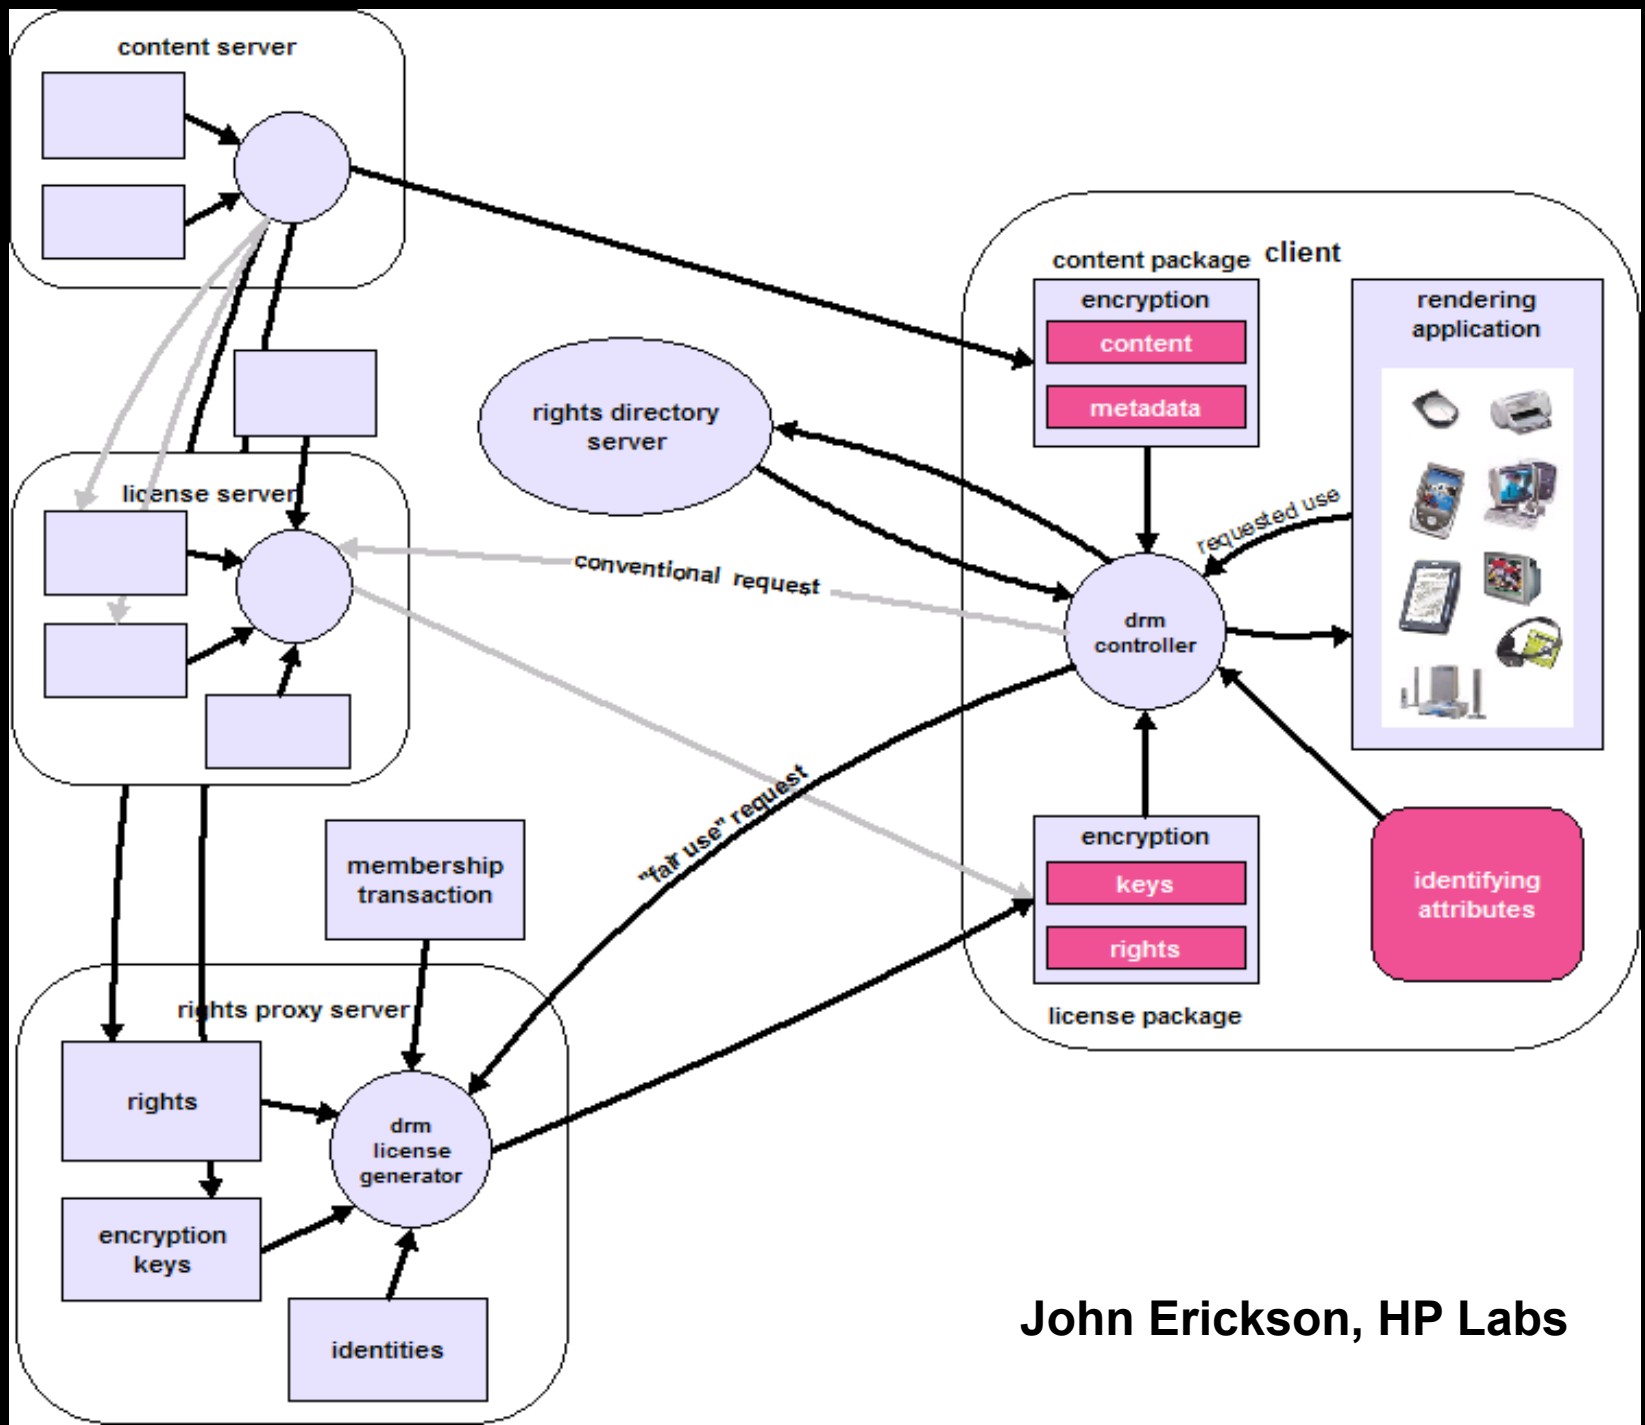 content server
content package
client
encryption
content
metadata
rendering
application
rights directory
server
license server
requested use
conventional request
drm
controller
"fair use" request
membership
transaction
encryption
keys
rights
license package
identifying
attributes
rights proxy server
rights
drm
license
generator
encryption
keys
identities
John Erickson, HP Labs